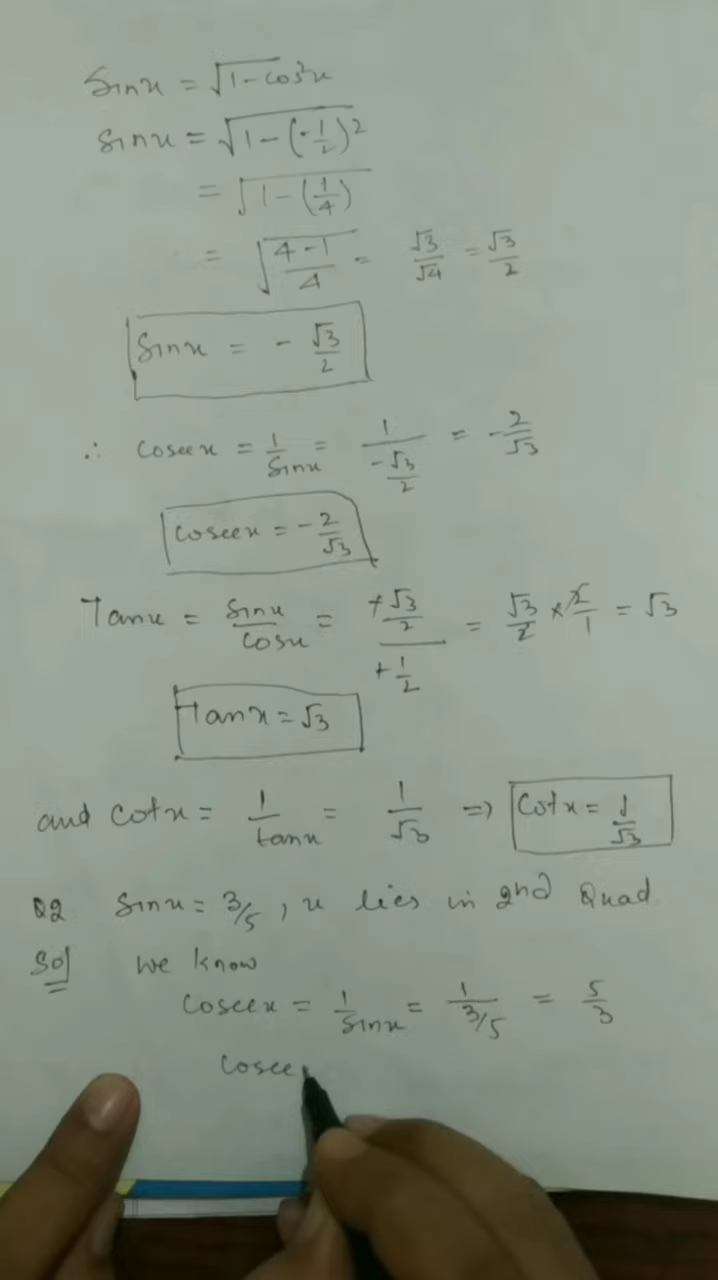 Sinx = √1-cos²x
Sinx = √1-(-1/2)²
= √1-(1/4)
= √4-1/4 = √3/√4 = √3/2
Sinx = - √3/2
∴ Cosecx = 1/Sinx = 1/-√3/2 = -2/√3
Cosecx = -2/√3
Tanx = Sinx/Cosx = +√3/2/+1/2 = √3/2 × 2/1 = √3
Tanx = √3
and Cotx = 1/tanx = 1/√3 => Cotx = 1/√3
Q2 Sinx = 3/5, x lies in 2nd Quad.
Sol We know
Cosecx = 1/Sinx = 1/3/5 = 5/3
Cosec